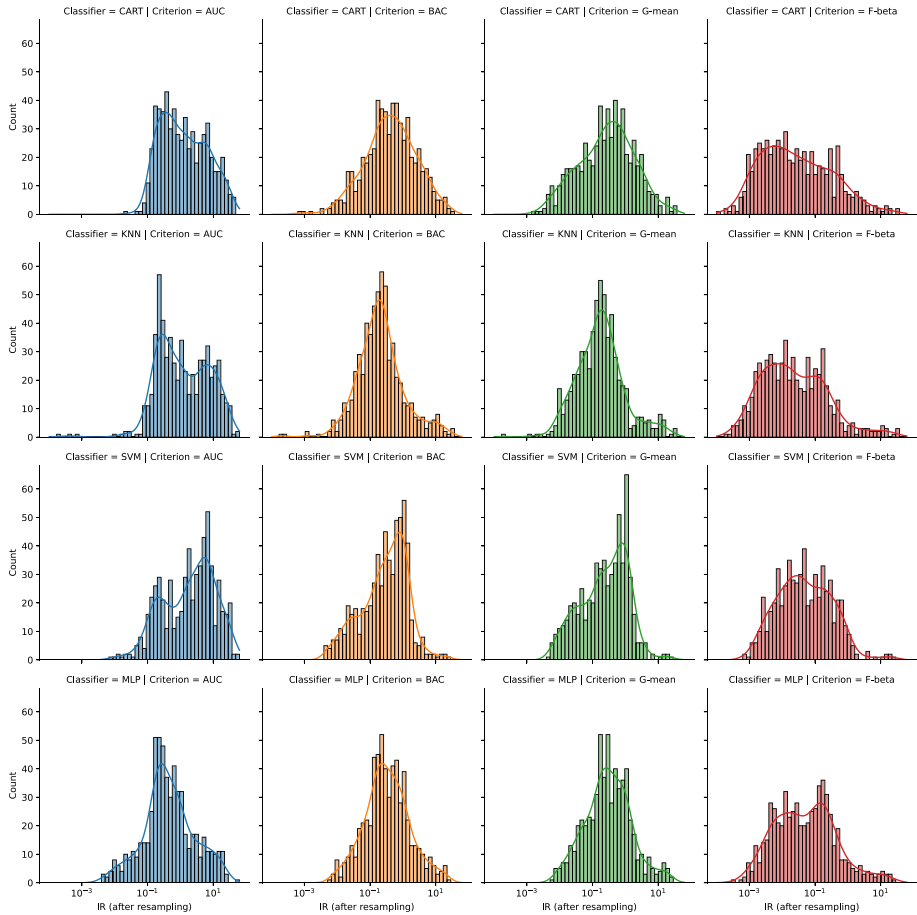 Classifier = CART | Criterion = AUC
Classifier = CART | Criterion = BAC
Classifier = CART | Criterion = G-mean
Classifier = CART | Criterion = F-beta
60
50
40
30
20
10
0
Count
Classifier = KNN | Criterion = AUC
Classifier = KNN | Criterion = BAC
Classifier = KNN | Criterion = G-mean
Classifier = KNN | Criterion = F-beta
60
50
40
30
20
10
0
Count
Classifier = SVM | Criterion = AUC
Classifier = SVM | Criterion = BAC
Classifier = SVM | Criterion = G-mean
Classifier = SVM | Criterion = F-beta
60
50
40
30
20
10
0
Count
Classifier = MLP | Criterion = AUC
Classifier = MLP | Criterion = BAC
Classifier = MLP | Criterion = G-mean
Classifier = MLP | Criterion = F-beta
60
50
40
30
20
10
0
Count
10⁻³ 10⁻¹ 10¹
10⁻³ 10⁻¹ 10¹
10⁻³ 10⁻¹ 10¹
10⁻³ 10⁻¹ 10¹
IR (after resampling)
IR (after resampling)
IR (after resampling)
IR (after resampling)